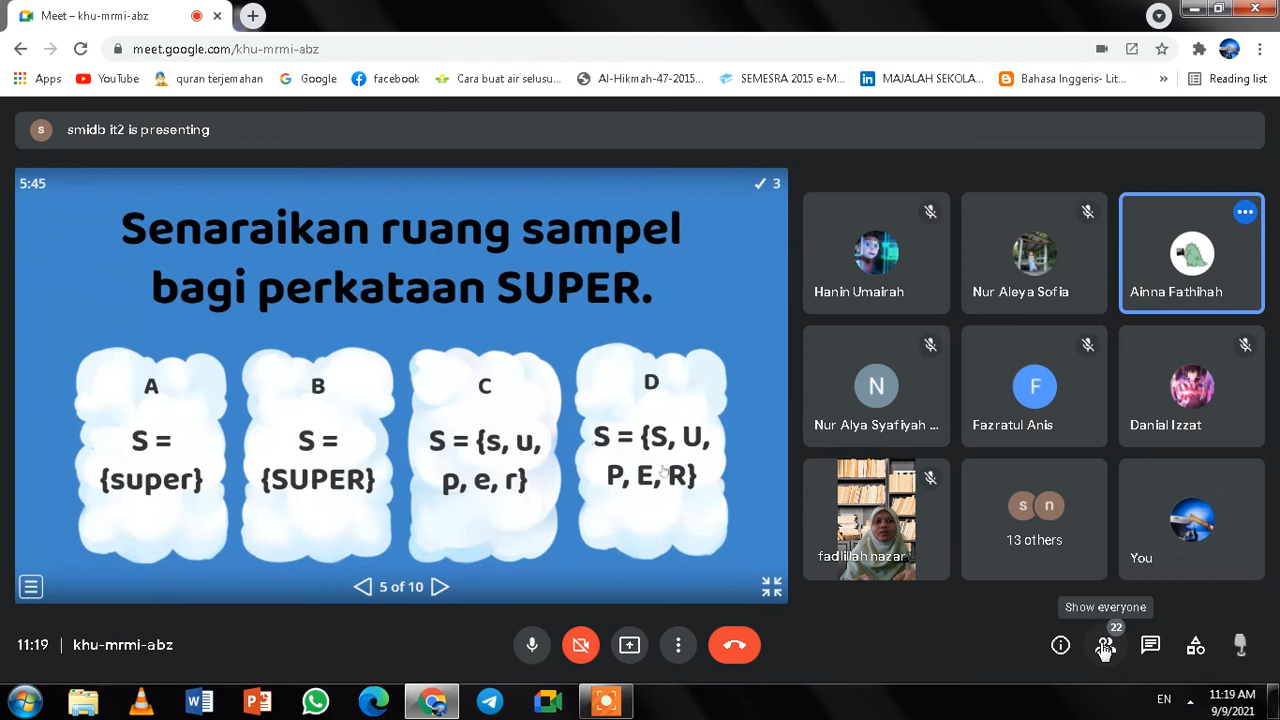 Meet – khu-mrmi-abz
meet.google.com/khu-mrmi-abz
Apps
YouTube
quran terjemahan
Google
facebook
Cara buat air selusu...
Al-Hikmah-47-2015...
SEMESRA 2015 e-M...
MAJALAH SEKOLA...
Bahasa Inggeris- Lit...
»
Reading list
s
smidb it2 is presenting
5:45
✓ 3
Senaraikan ruang sampel
bagi perkataan SUPER.
A
S =
{super}
B
S =
{SUPER}
C
S = {s, u,
p, e, r}
D
S = {S, U,
P, E, R}
5 of 10
Hanin Umairah
Nur Aleya Sofia
Ainna Fathihah
N
Nur Alya Syafiyah ...
F
Fazratul Anis
Danial Izzat
fadlillah nazar
s n
13 others
You
Show everyone
22
11:19 | khu-mrmi-abz
EN
11:19 AM
9/9/2021